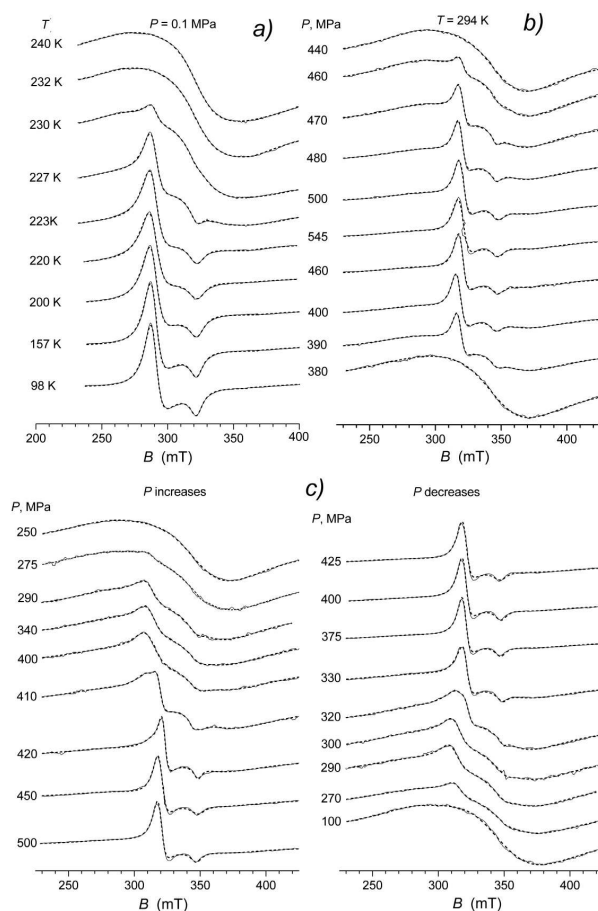 T
P = 0.1 MPa
a)
240 K
232 K
230 K
227 K
223K
220 K
200 K
157 K
98 K
200 250 300 350 400
B (mT)
P, MPa
T = 294 K
b)
440
460
470
480
500
545
460
400
390
380
250 300 350 400
B (mT)
P increases
c)
P decreases
P, MPa
250
275
290
340
400
410
420
450
500
250 300 350 400
B (mT)
P, MPa
425
400
375
330
320
300
290
270
100
250 300 350 400
B (mT)